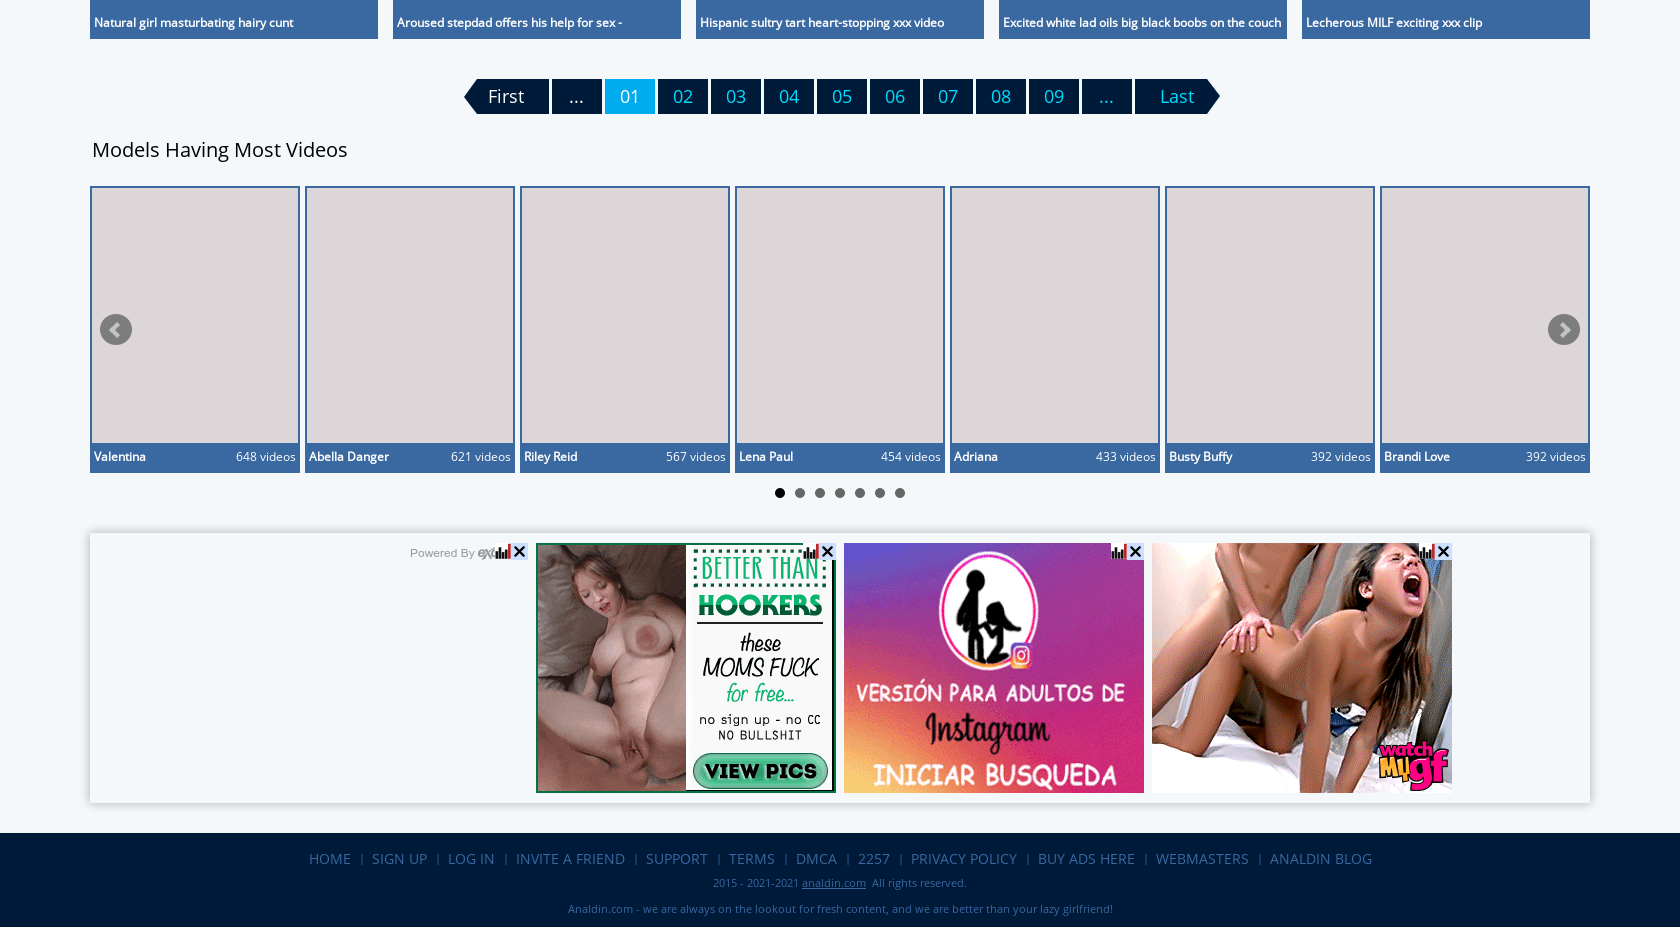 Natural girl masturbating hairy cunt
Aroused stepdad offers his help for sex -
Hispanic sultry tart heart-stopping xxx video
Excited white lad oils big black boobs on the couch
Lecherous MILF exciting xxx clip
First ... 01 02 03 04 05 06 07 08 09 ... Last
Models Having Most Videos
Valentina 648 videos
Abella Danger 621 videos
Riley Reid 567 videos
Lena Paul 454 videos
Adriana 433 videos
Busty Buffy 392 videos
Brandi Love 392 videos
Powered By
BETTER THAN
HOOKERS
these
MOMS FUCK
for free...
no sign up - no CC
NO BULLSHIT
VIEW PICS
VERSIÓN PARA ADULTOS DE
Instagram
INICIAR BUSQUEDA
watch
my gf
HOME | SIGN UP | LOG IN | INVITE A FRIEND | SUPPORT | TERMS | DMCA | 2257 | PRIVACY POLICY | BUY ADS HERE | WEBMASTERS | ANALDIN BLOG
2015 - 2021-2021 analdin.com All rights reserved.
Analdin.com - we are always on the lookout for fresh content, and we are better than your lazy girlfriend!